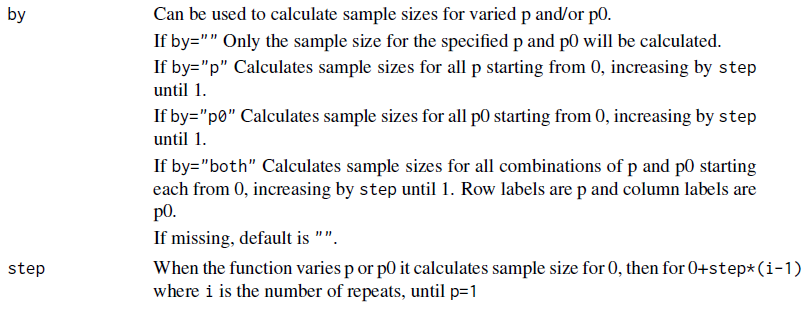 by Can be used to calculate sample sizes for varied p and/or p0.
If by="" Only the sample size for the specified p and p0 will be calculated.
If by="p" Calculates sample sizes for all p starting from 0, increasing by step
until 1.
If by="p0" Calculates sample sizes for all p0 starting from 0, increasing by step
until 1.
If by="both" Calculates sample sizes for all combinations of p and p0 starting
each from 0, increasing by step until 1. Row labels are p and column labels are
p0.
If missing, default is "".
step When the function varies p or p0 it calculates sample size for 0, then for 0+step*(i-1)
where i is the number of repeats, until p=1